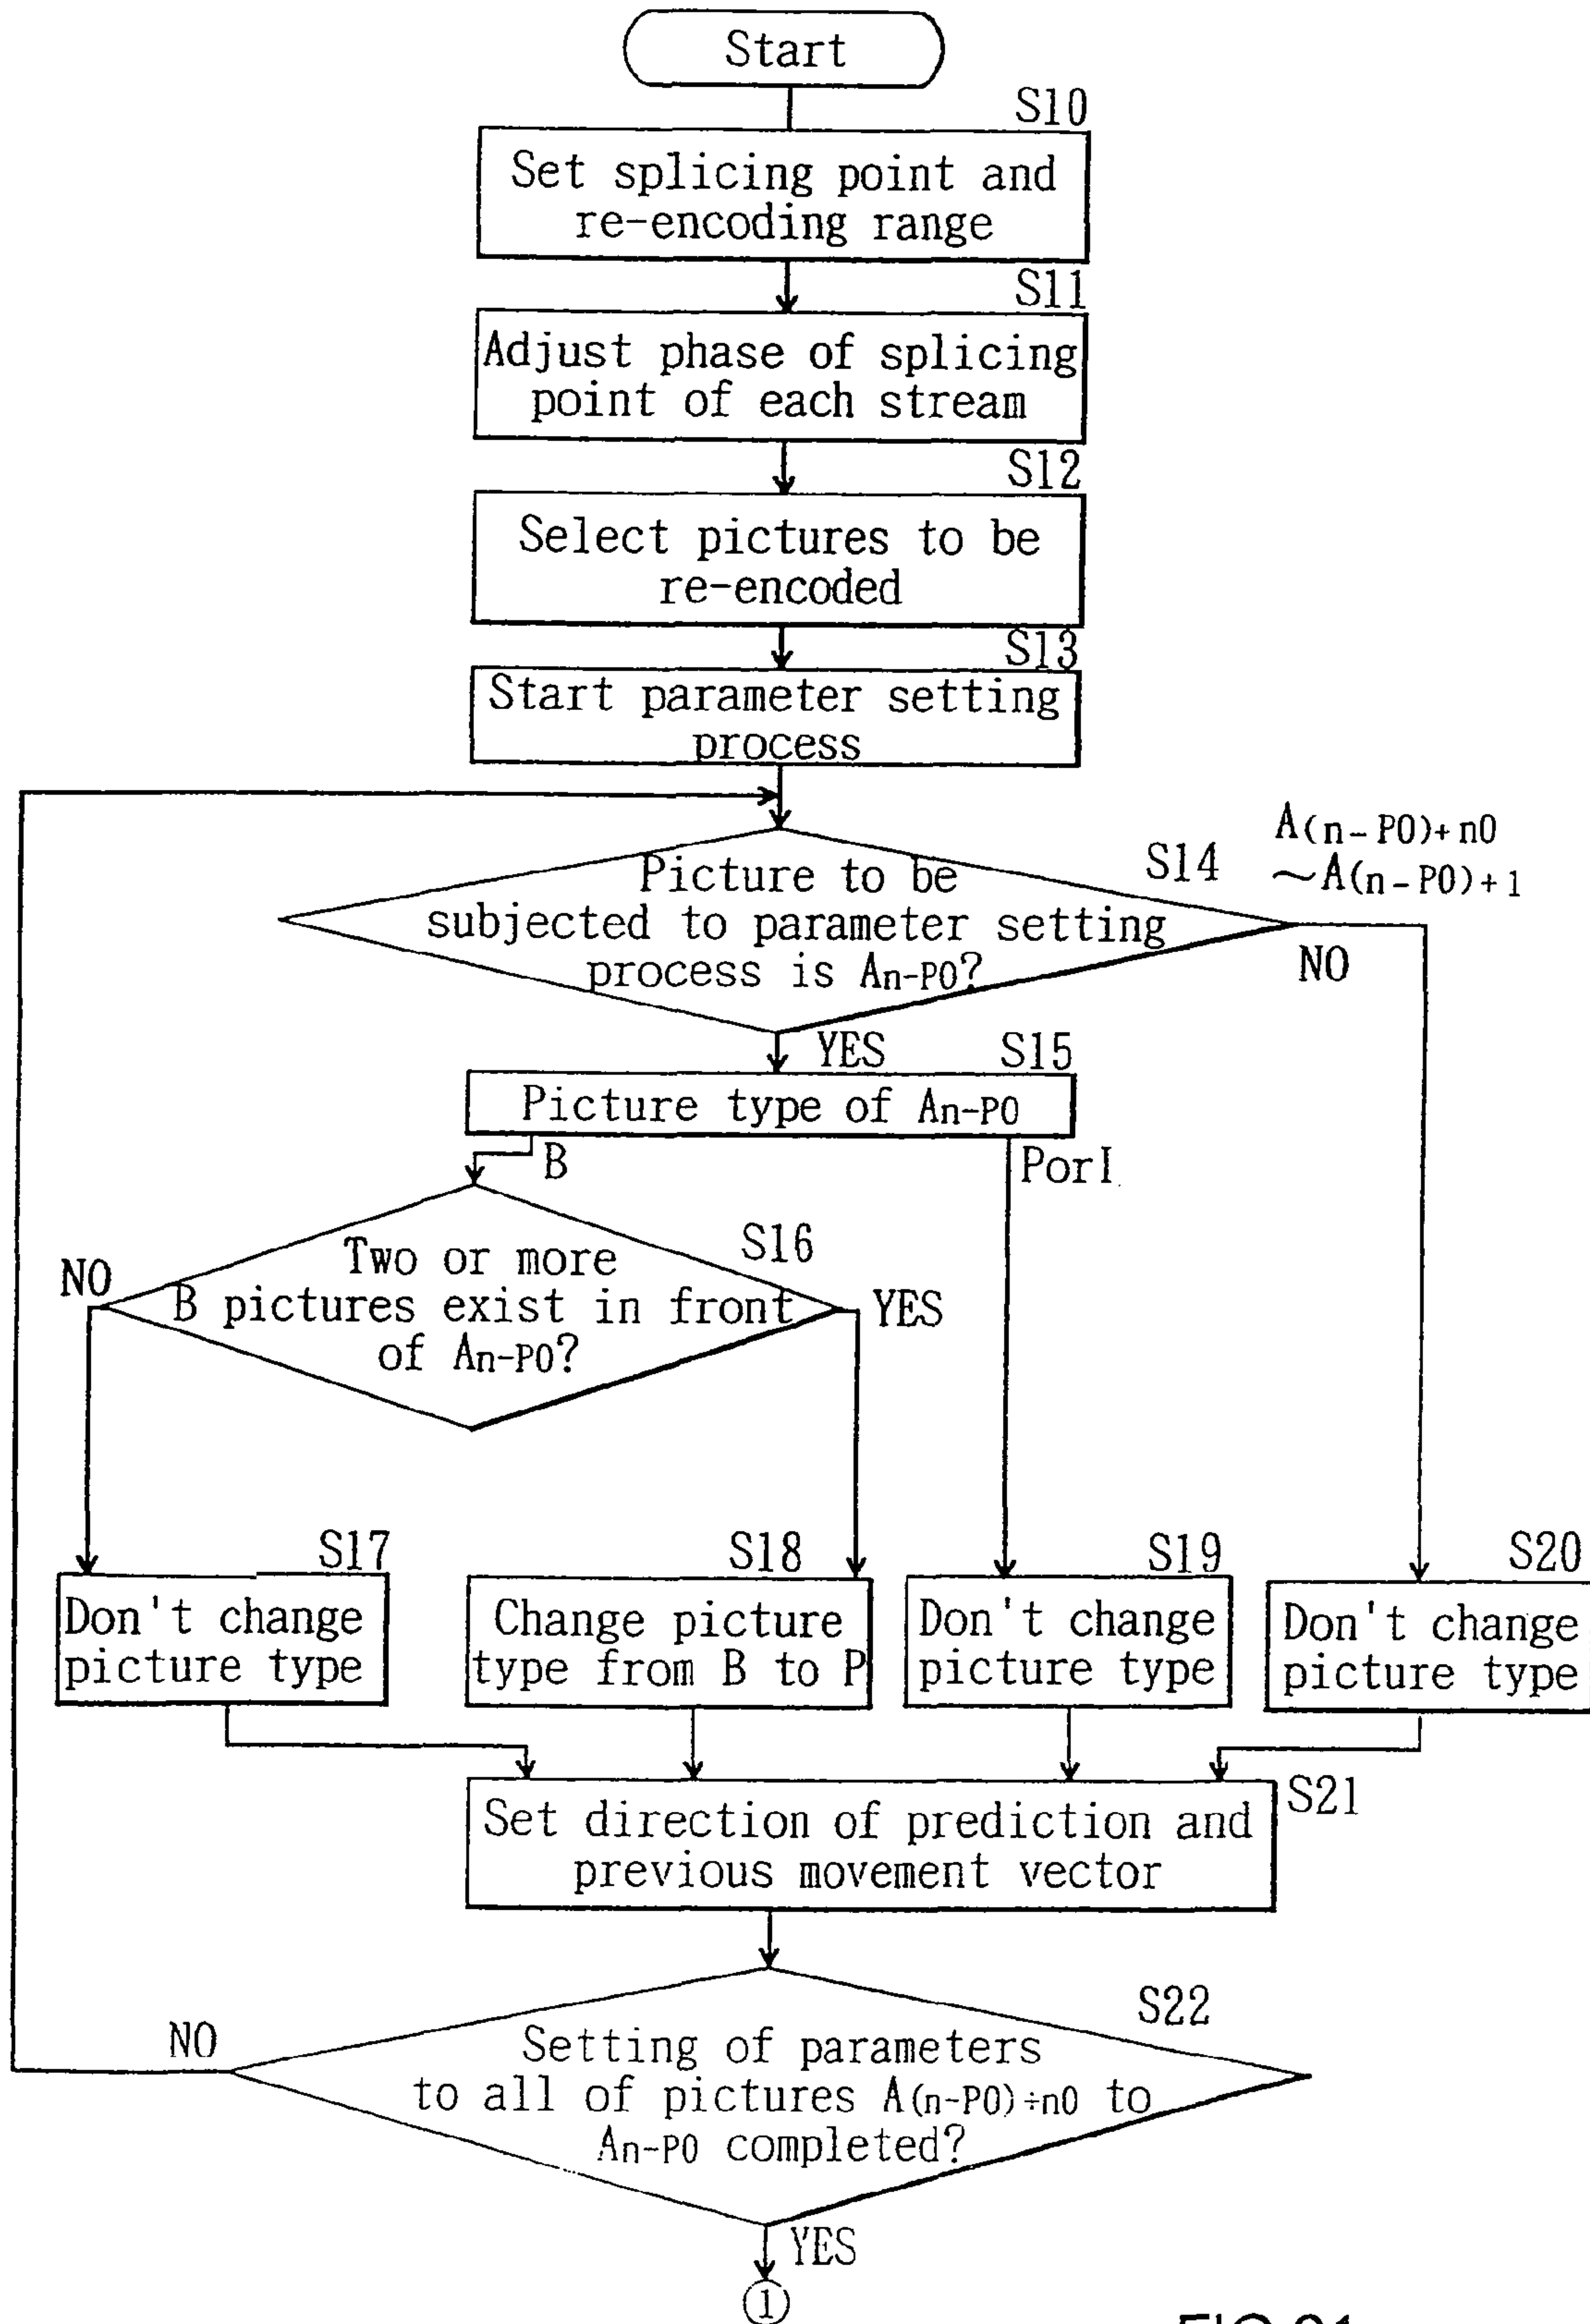 Start
S10
Set splicing point and
re-encoding range
S11
Adjust phase of splicing
point of each stream
S12
Select pictures to be
re-encoded
S13
Start parameter setting
process
A(n-P0)+n0
~A(n-P0)+1
S14
Picture to be
subjected to parameter setting
process is An-P0?
NO
YES
S15
Picture type of An-P0
B
PorI
S16
Two or more
B pictures exist in front
of An-P0?
NO
YES
S17
Don't change
picture type
S18
Change picture
type from B to P
S19
Don't change
picture type
S20
Don't change
picture type
S21
Set direction of prediction and
previous movement vector
S22
Setting of parameters
to all of pictures A(n-P0)+n0 to
An-P0 completed?
NO
YES
1